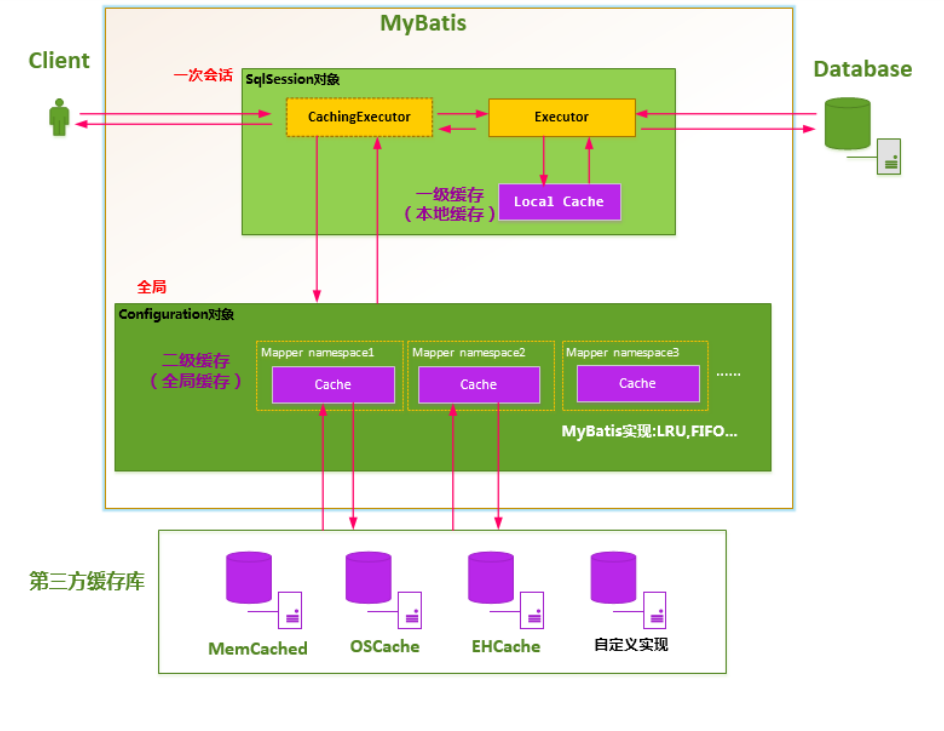 MyBatis
Client
Database
一次会话
SqlSession对象
CachingExecutor
Executor
一级缓存
（本地缓存）
Local Cache
全局
Configuration对象
二级缓存
（全局缓存）
Mapper namespace1
Cache
Mapper namespace2
Cache
Mapper namespace3
Cache
......
MyBatis实现:LRU,FIFO...
第三方缓存库
MemCached
OSCache
EHCache
自定义实现